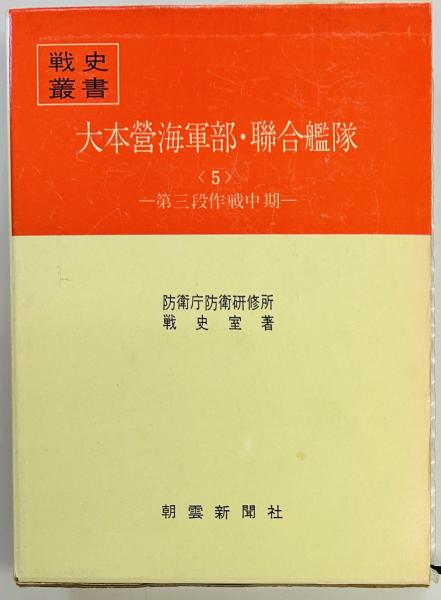 戦史
叢書
大本營海軍部・聯合艦隊
〈5〉
―第三段作戦中期―
防衛庁防衛研修所
戦史室著
朝雲新聞社